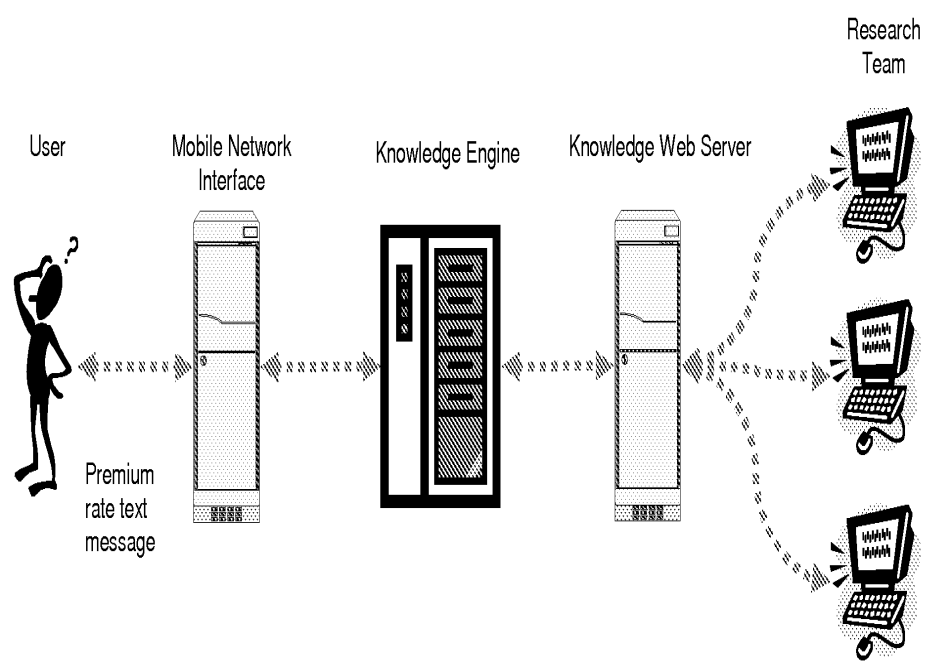 Research
Team
User
Mobile Network
Interface
Knowledge Engine
Knowledge Web Server
?
Premium
rate text
message